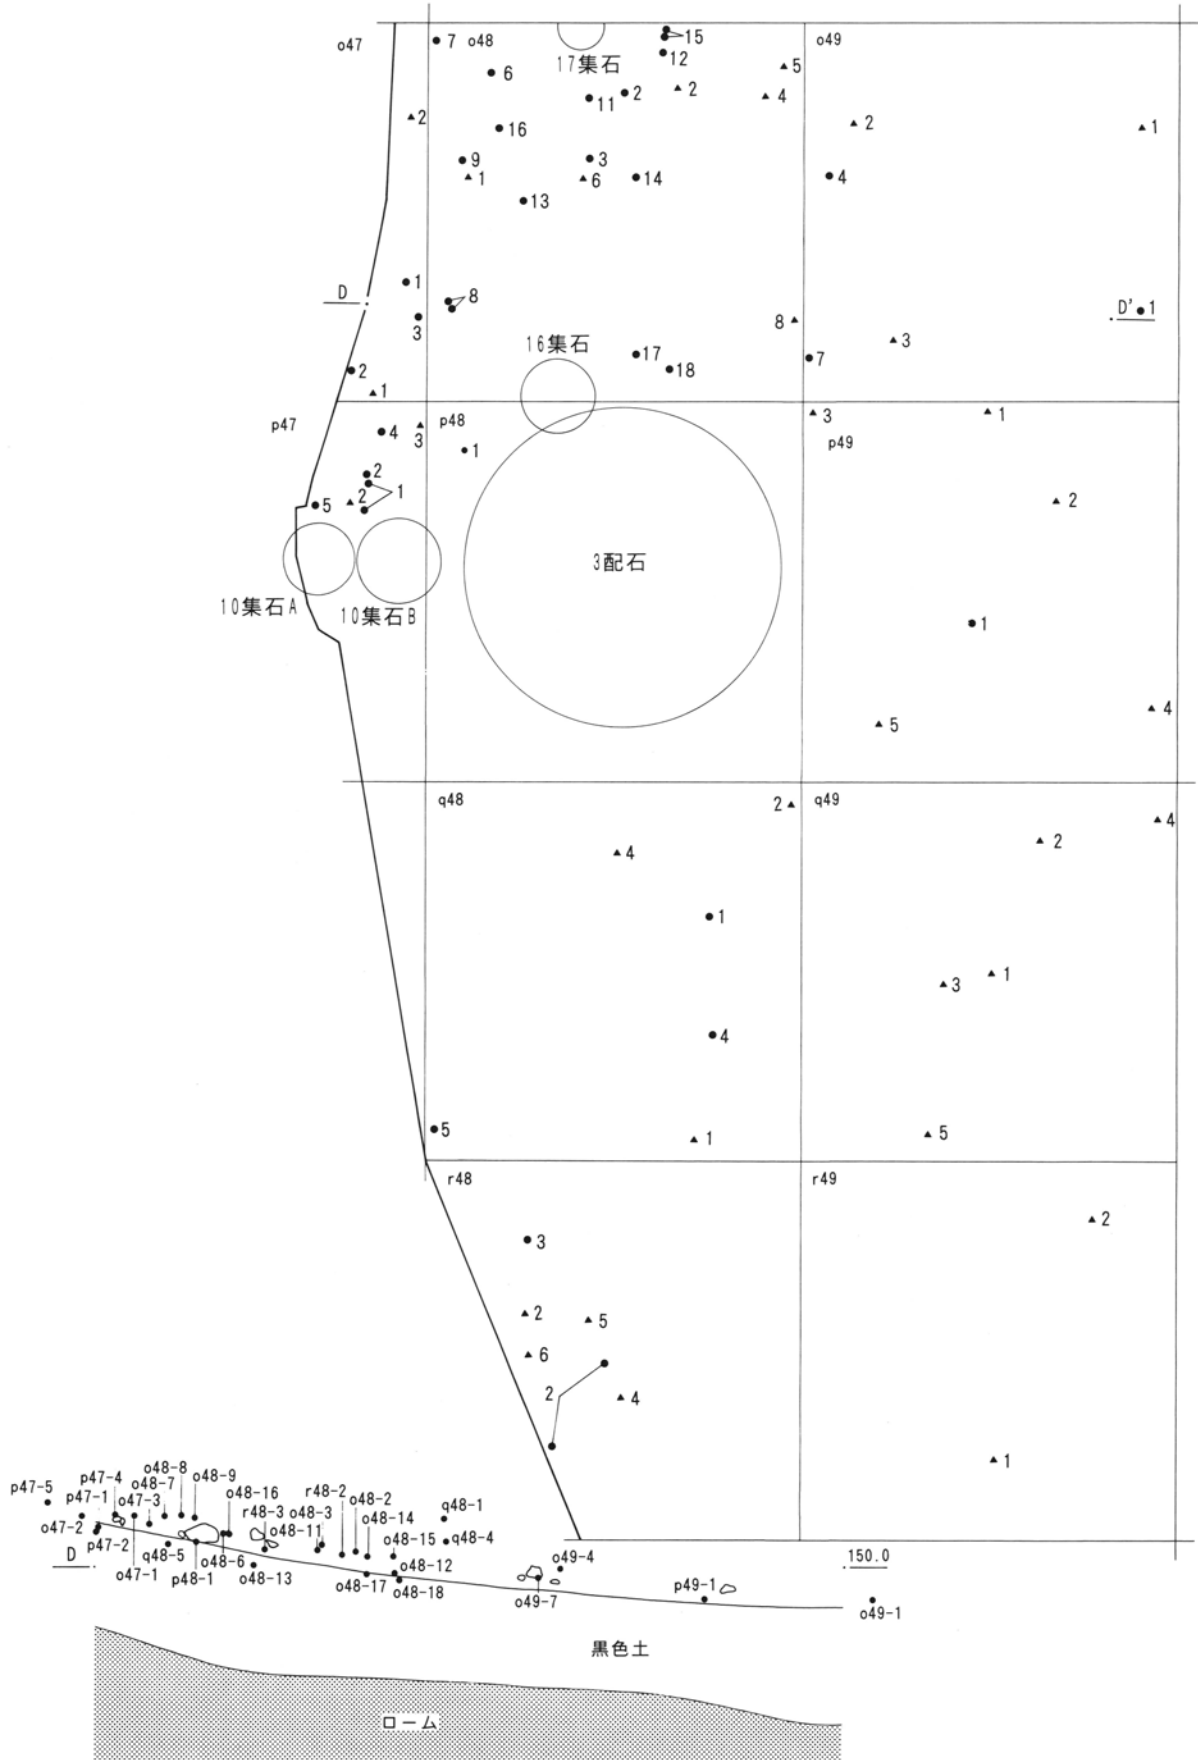 o47
7 o48
17集石
15
12
o49
6
5
11
2
2
4
2
16
2
1
9
3
1
6
14
4
13
D
1
8
3
8
D' 1
16集石
3
17
7
18
2
1
p47
4
3
p48
1
3
1
p49
2
1
2
5
2
3配石
10集石A
10集石B
1
4
5
q48
2
q49
4
4
2
1
1
3
4
5
1
5
r48
r49
2
3
2
5
6
2
4
1
p47-5
p47-4
o48-8
o48-7
o48-9
p47-1
o47-3
o48-16
r48-2
o48-2
q48-1
r48-3
o48-3
o48-14
o47-2
o48-11
p47-2
q48-5
o48-6
o48-15
q48-4
D
o47-1
p48-1
o48-13
o48-17
o48-12
o48-18
o49-4
o49-7
p49-1
150.0
o49-1
黒色土
ローム